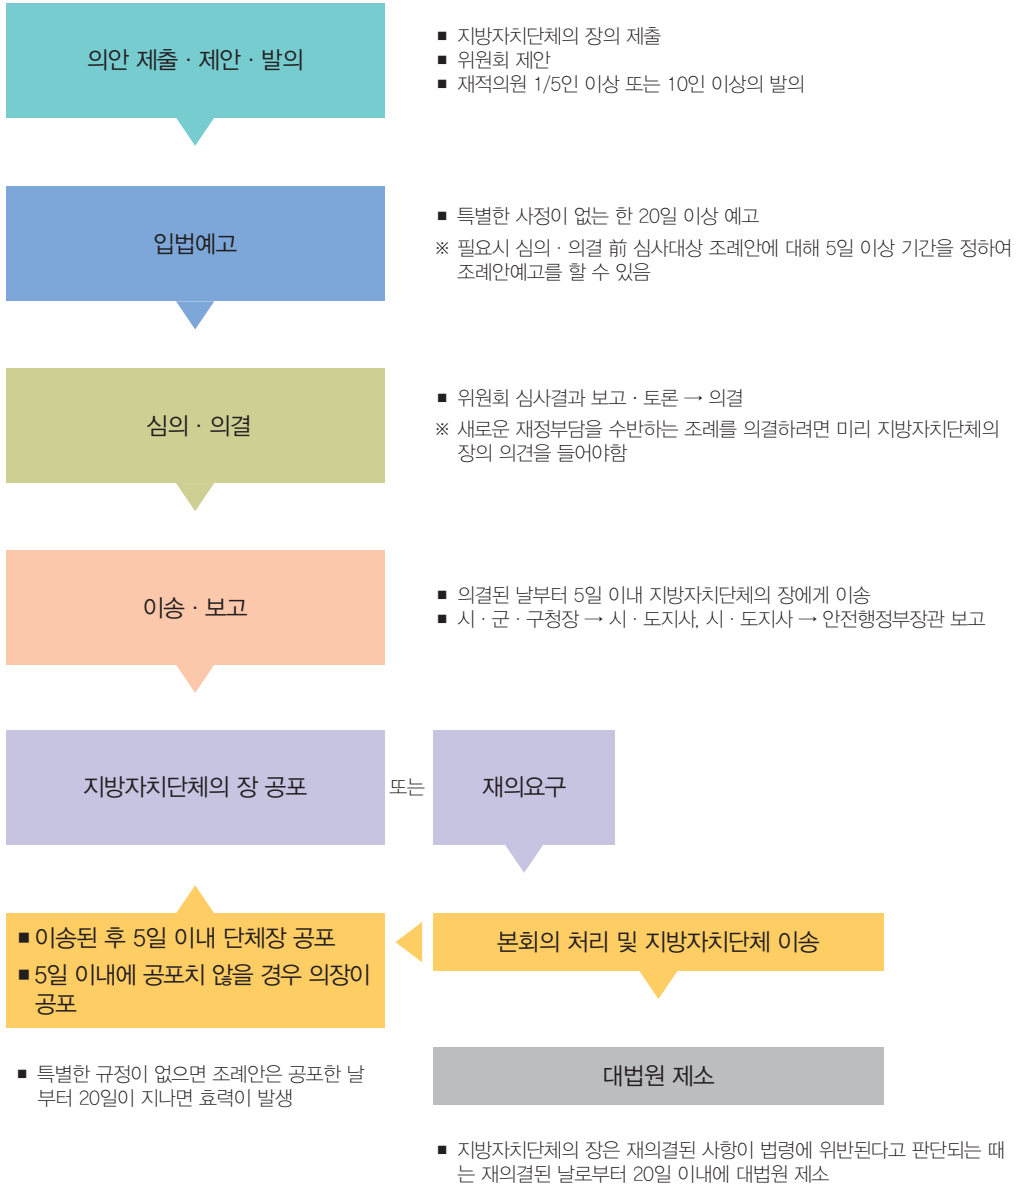 의안 제출 · 제안 · 발의
■ 지방자치단체의 장의 제출
■ 위원회 제안
■ 재적의원 1/5인 이상 또는 10인 이상의 발의
입법예고
■ 특별한 사정이 없는 한 20일 이상 예고
※ 필요시 심의 · 의결 前 심사대상 조례안에 대해 5일 이상 기간을 정하여
조례안예고를 할 수 있음
심의 · 의결
■ 위원회 심사결과 보고 · 토론 → 의결
※ 새로운 재정부담을 수반하는 조례를 의결하려면 미리 지방자치단체의
장의 의견을 들어야함
이송 · 보고
■ 의결된 날부터 5일 이내 지방자치단체의 장에게 이송
■ 시 · 군 · 구청장 → 시 · 도지사, 시 · 도지사 → 안전행정부장관 보고
지방자치단체의 장 공포
또는
재의요구
■ 이송된 후 5일 이내 단체장 공포
■ 5일 이내에 공포치 않을 경우 의장이
공포
본회의 처리 및 지방자치단체 이송
■ 특별한 규정이 없으면 조례안은 공포한 날
부터 20일이 지나면 효력이 발생
대법원 제소
■ 지방자치단체의 장은 재의결된 사항이 법령에 위반된다고 판단되는 때
는 재의결된 날로부터 20일 이내에 대법원 제소